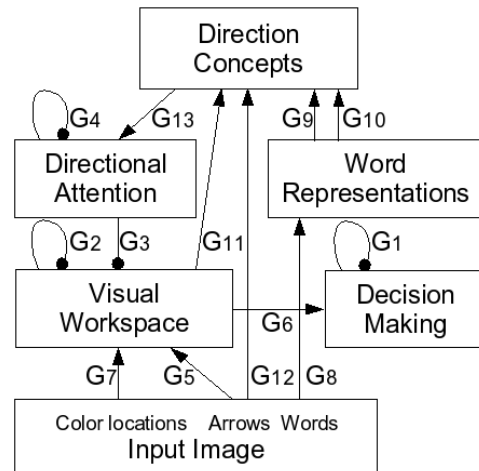 Direction
Concepts
G4
G13
G9
G10
Directional
Attention
Word
Representations
G2
G3
G11
G1
Visual
Workspace
G6
Decision
Making
G7
G5
G12
G8
Color locations Arrows Words
Input Image